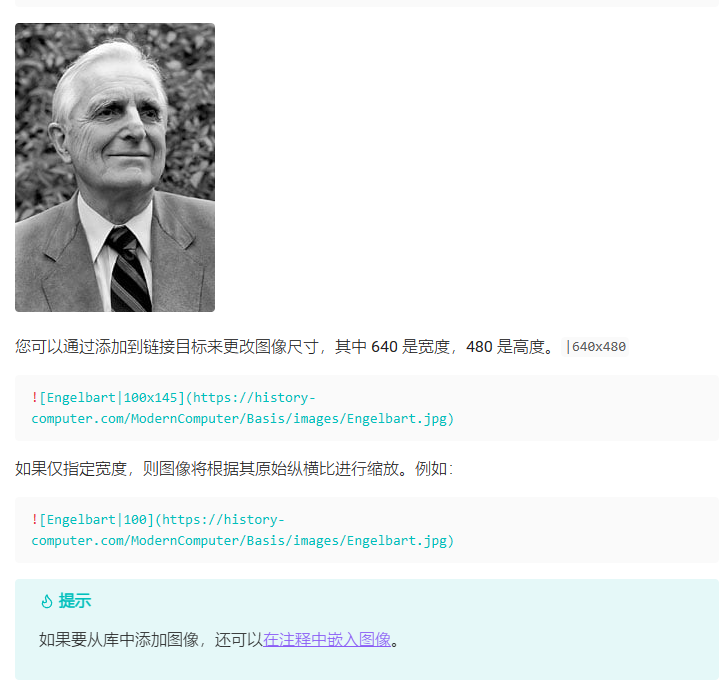 您可以通过添加到链接目标来更改图像尺寸，其中 640 是宽度，480 是高度。 |640x480
![Engelbart|100x145](https://history-
computer.com/ModernComputer/Basis/images/Engelbart.jpg)
如果仅指定宽度，则图像将根据其原始纵横比进行缩放。例如：
![Engelbart|100](https://history-
computer.com/ModernComputer/Basis/images/Engelbart.jpg)
提示
如果要从库中添加图像，还可以在注释中嵌入图像。